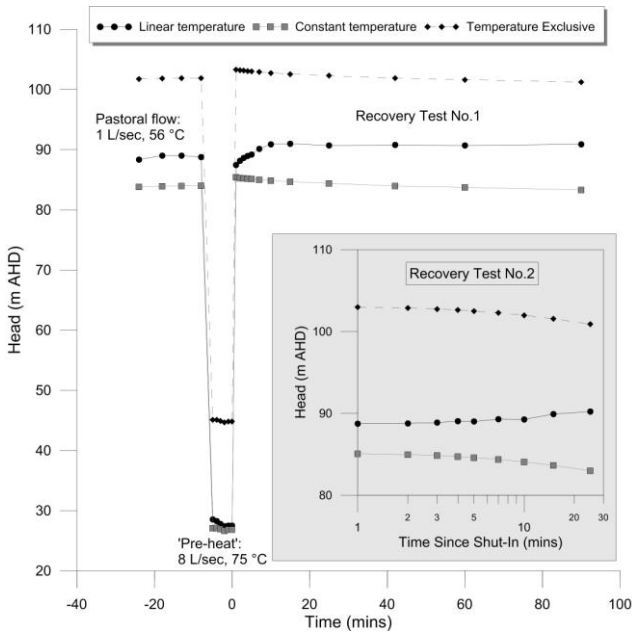 Linear temperature Constant temperature Temperature Exclusive
110
100
90
80
70
60
50
40
30
20
Head (m AHD)
Pastoral flow:
1 L/sec, 56 °C
Recovery Test No.1
'Pre-heat':
8 L/sec, 75 °C
-40 -20 0 20 40 60 80 100
Time (mins)
Recovery Test No.2
110
100
90
80
Head (m AHD)
1 2 3 5 10 20 30
Time Since Shut-In (mins)